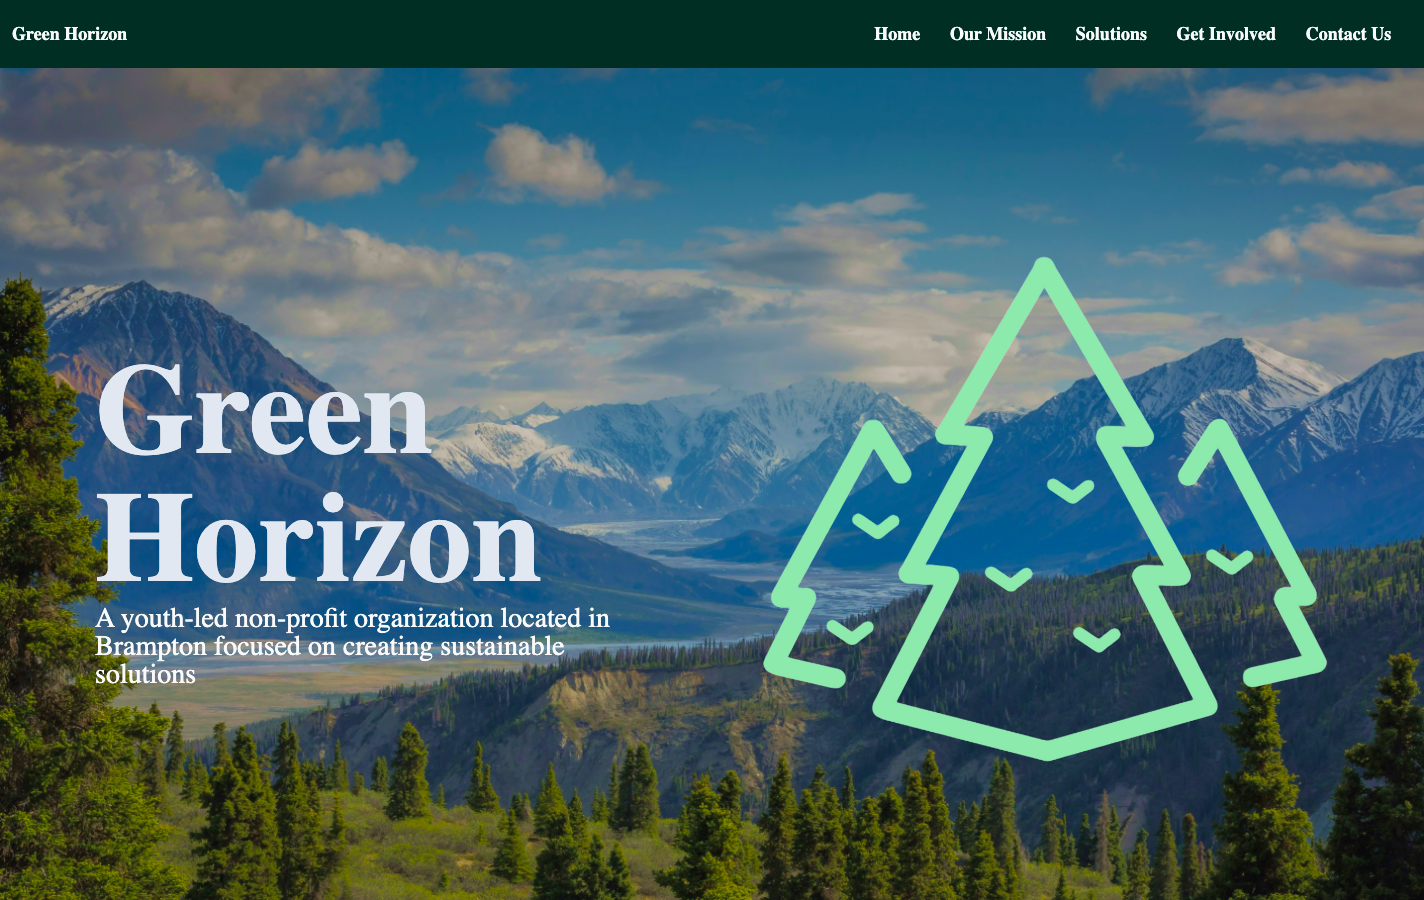 Green Horizon
Home Our Mission Solutions Get Involved Contact Us
Green
Horizon
A youth-led non-profit organization located in
Brampton focused on creating sustainable
solutions